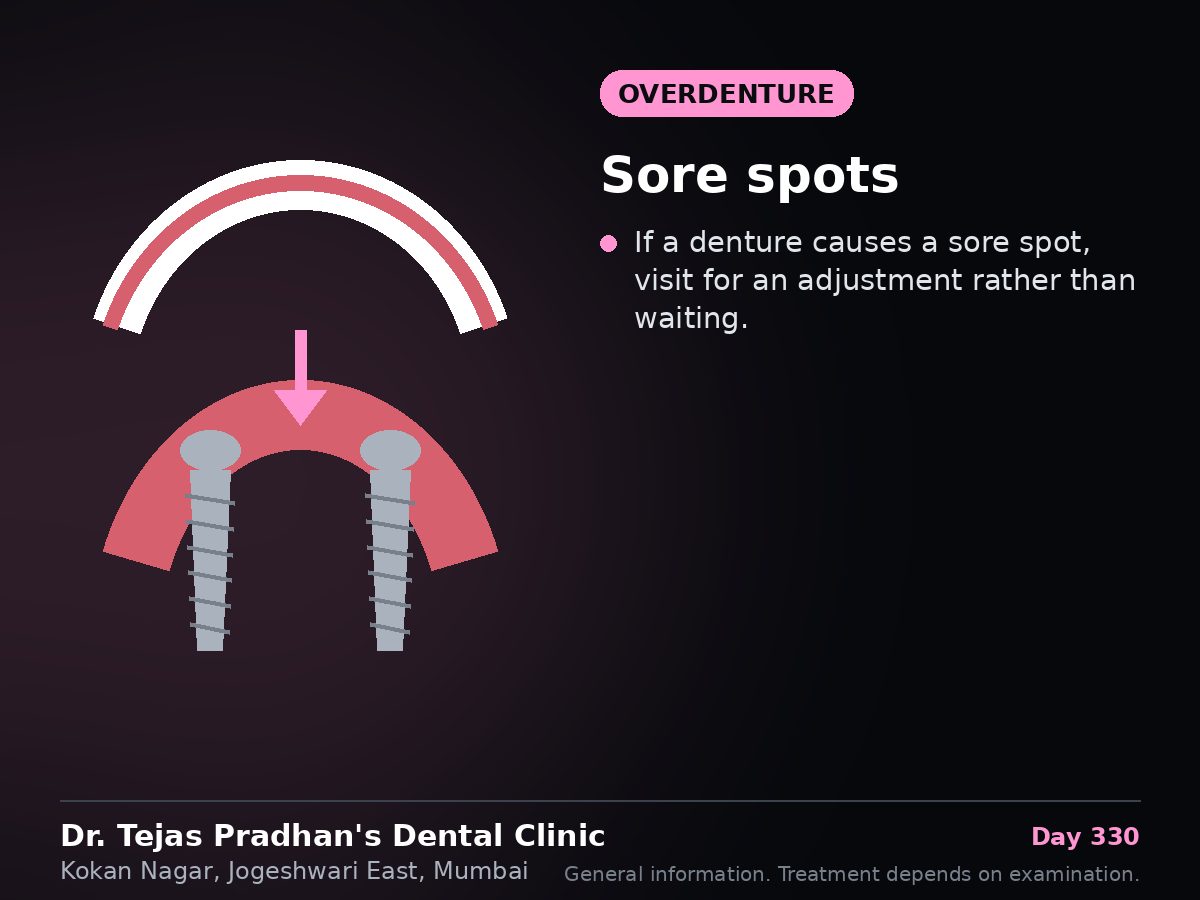 OVERDENTURE
Sore spots
If a denture causes a sore spot,
visit for an adjustment rather than
waiting.
Dr. Tejas Pradhan's Dental Clinic
Day 330
Kokan Nagar, Jogeshwari East, Mumbai
General information. Treatment depends on examination.